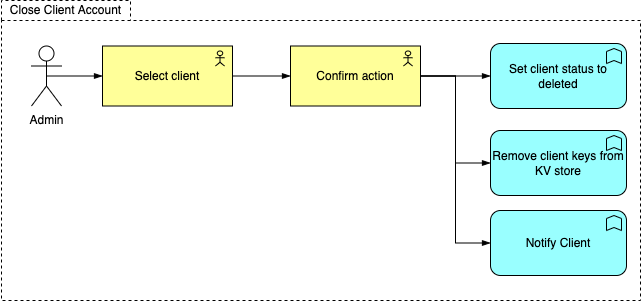 Close Client Account
Admin
Select client
Confirm action
Set client status to
deleted
Remove client keys from
KV store
Notify Client